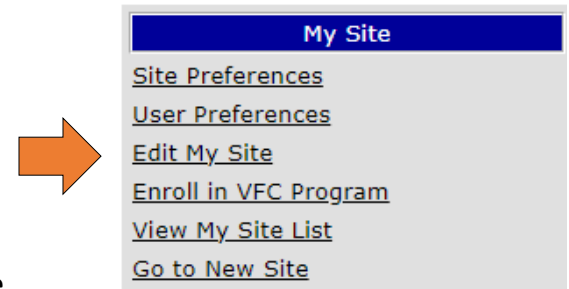 My Site
Site Preferences
User Preferences
Edit My Site
Enroll in VFC Program
View My Site List
Go to New Site